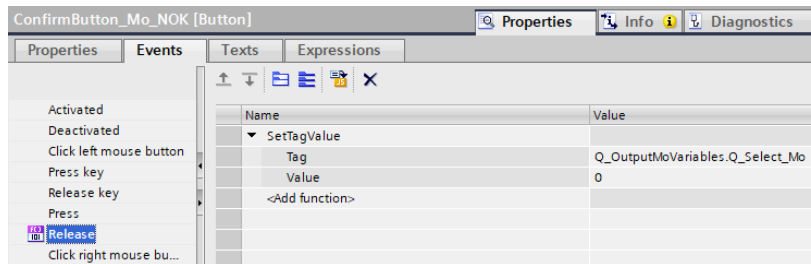 ConfirmButton_Mo_NOK [Button]
Properties Info Diagnostics
Properties Events Texts Expressions
Name Value
Activated
SetTagValue
Deactivated
Tag Q_OutputMoVariables.Q_Select_Mo
Click left mouse button
Value 0
Press key
<Add function>
Release key
Press
Release
Click right mouse bu...